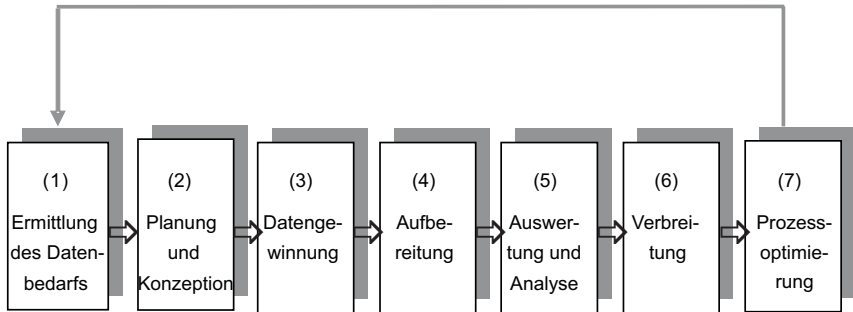 (1)
Ermittlung
des Daten-
bedarfs
(2)
Planung
und
Konzeption
(3)
Datenge-
winnung
(4)
Aufbe-
reitung
(5)
Auswer-
tung und
Analyse
(6)
Verbrei-
tung
(7)
Prozess-
optimie-
rung